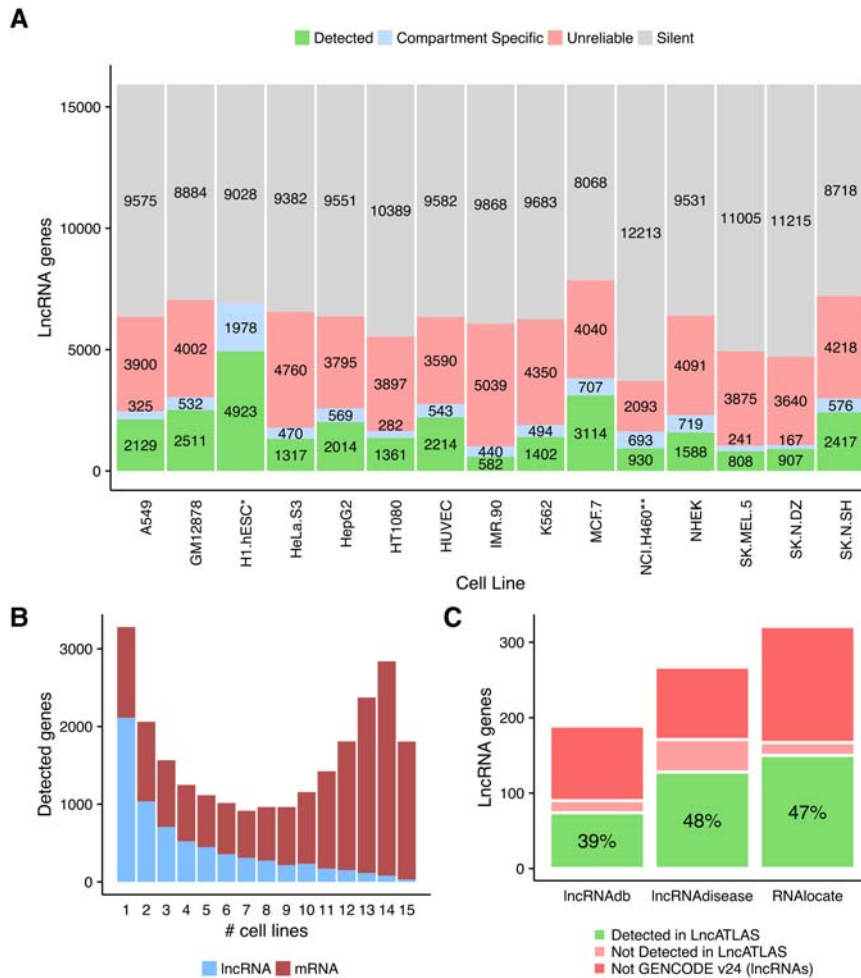 A
Detected Compartment Specific Unreliable Silent
LncRNA genes
15000
10000
5000
0
9575 8884 9028 9382 9551 10389 9582 9868 9683 8068 12213 9531 11005 11215 8718
3900 4002 4760 3795 3897 3590 5039 4350 4040 2093 4091 3875 3640 4218
325 532 1978 470 569 282 543 440 494 707 693 719 241 167 576
2129 2511 4923 1317 2014 1361 2214 582 1402 3114 930 1588 808 907 2417
A549 GM12878 H1.hESC* HeLa.S3 HepG2 HT1080 HUVEC IMR.90 K562 MCF.7 NCI.H460** NHEK SK.MEL.5 SK.N.DZ SK.N.SH
Cell Line
B
Detected genes
3000
2000
1000
0
1 2 3 4 5 6 7 8 9 10 11 12 13 14 15
# cell lines
lncRNA mRNA
C
LncRNA genes
300
200
100
0
39% 48% 47%
lncRNAdb lncRNAdisease RNAlocate
Detected in LncATLAS
Not Detected in LncATLAS
Not GENCODE v24 (lncRNAs)